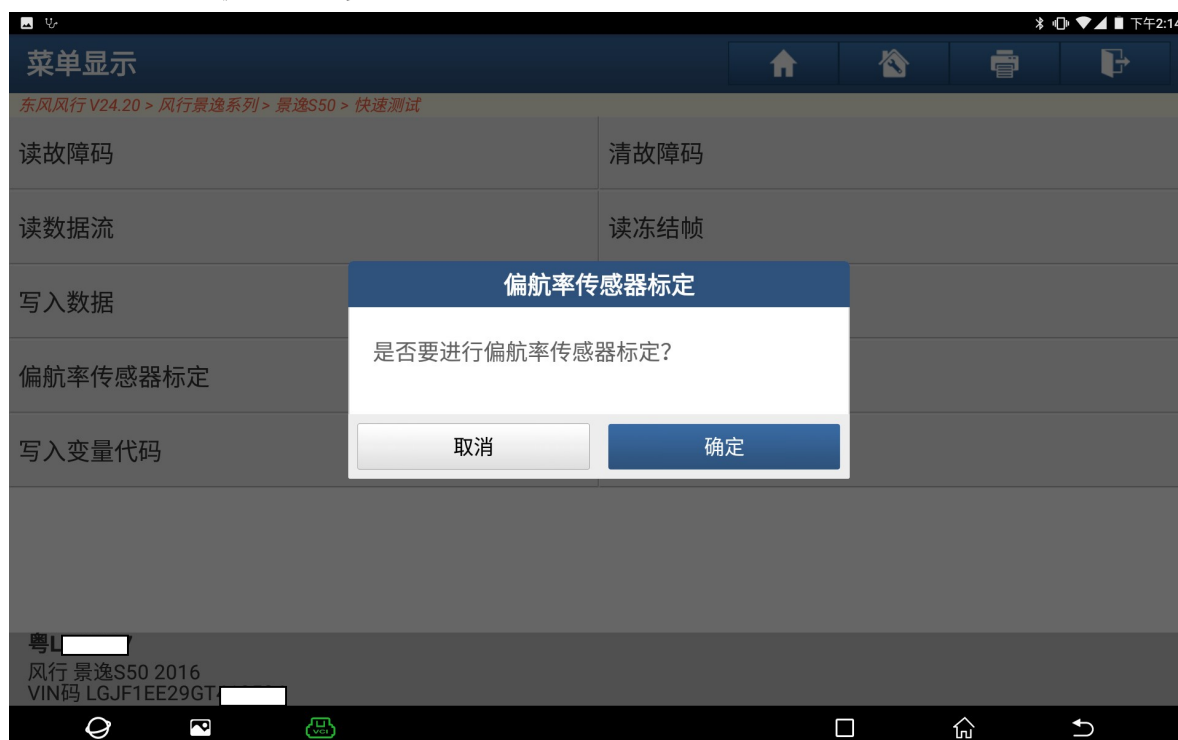 下午2:14
菜单显示
东风风行 V24.20 > 风行景逸系列 > 景逸S50 > 快速测试
读故障码
清故障码
读数据流
读冻结帧
偏航率传感器标定
写入数据
是否要进行偏航率传感器标定？
偏航率传感器标定
取消
确定
写入变量代码
粤L
风行 景逸S50 2016
VIN码 LGJF1EE29GT
VCI